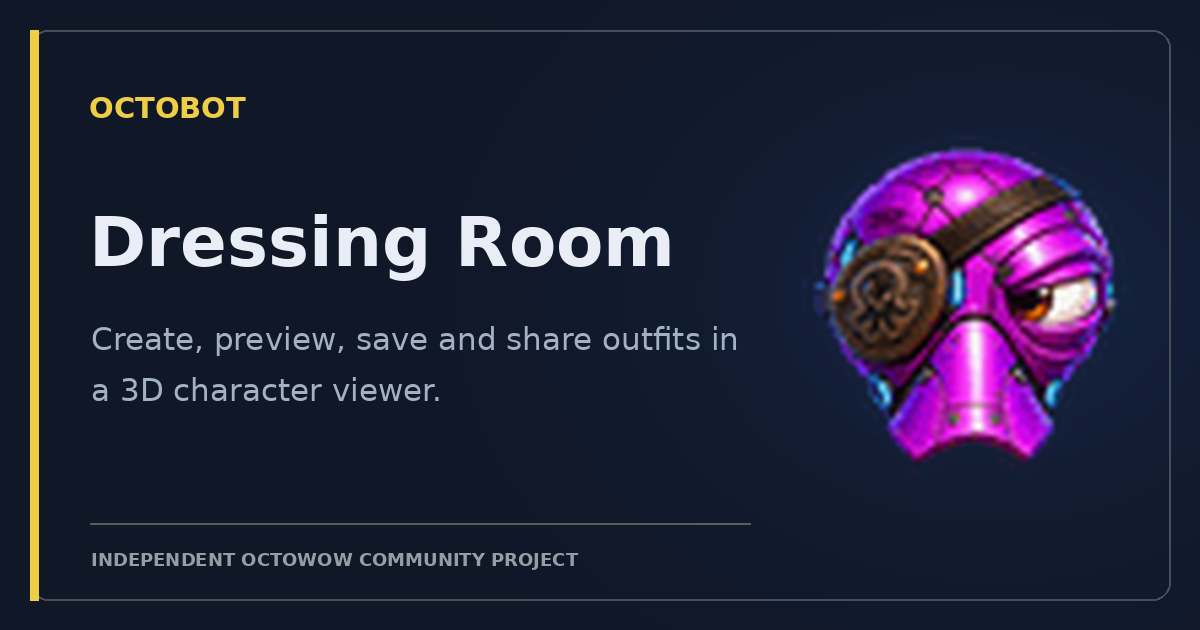 OCTOBOT
Dressing Room
Create, preview, save and share outfits in
a 3D character viewer.
INDEPENDENT OCTOWOW COMMUNITY PROJECT